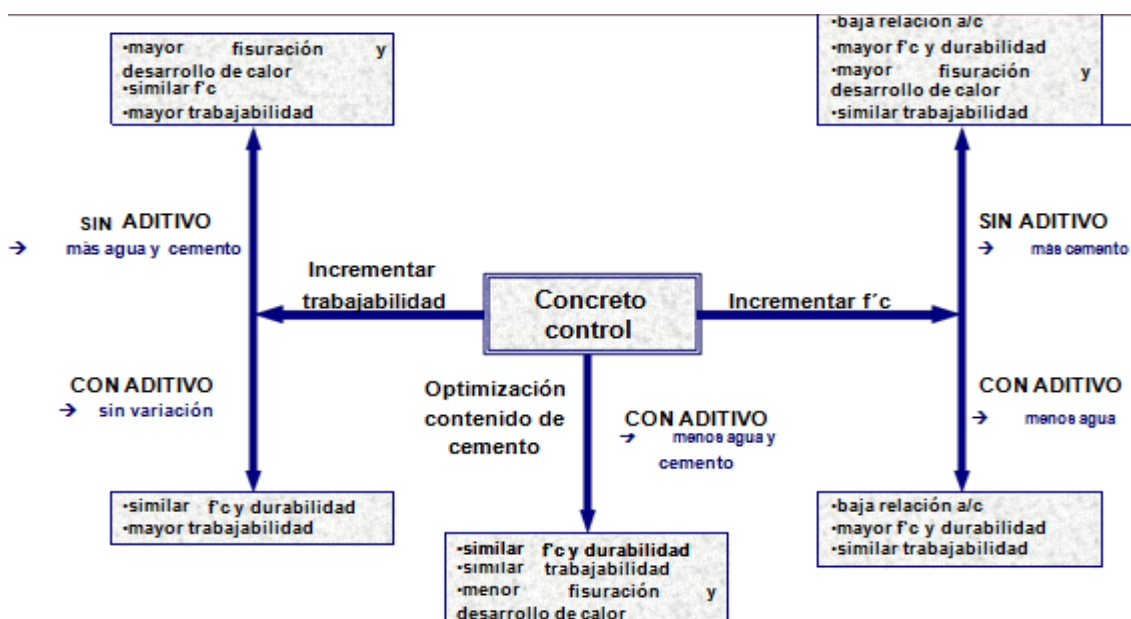 •mayor fisuración y
desarrollo de calor
•similar f'c
•mayor trabajabilidad
•baja relación a/c
•mayor f'c y durabilidad
•mayor fisuración y
desarrollo de calor
•similar trabajabilidad
SIN ADITIVO
→ màs agua y cemento
SIN ADITIVO
→ màs cemento
Incrementar
trabajabilidad
Concreto
control
Incrementar f´c
CON ADITIVO
→ sin variación
Optimización
contenido de
cemento
CON ADITIVO
→ menos agua y
cemento
CON ADITIVO
→ menos agua
•similar f'c y durabilidad
•mayor trabajabilidad
•similar f'c y durabilidad
•similar trabajabilidad
•menor fisuración y
desarrollo de calor
•baja relación a/c
•mayor f'c y durabilidad
•similar trabajabilidad